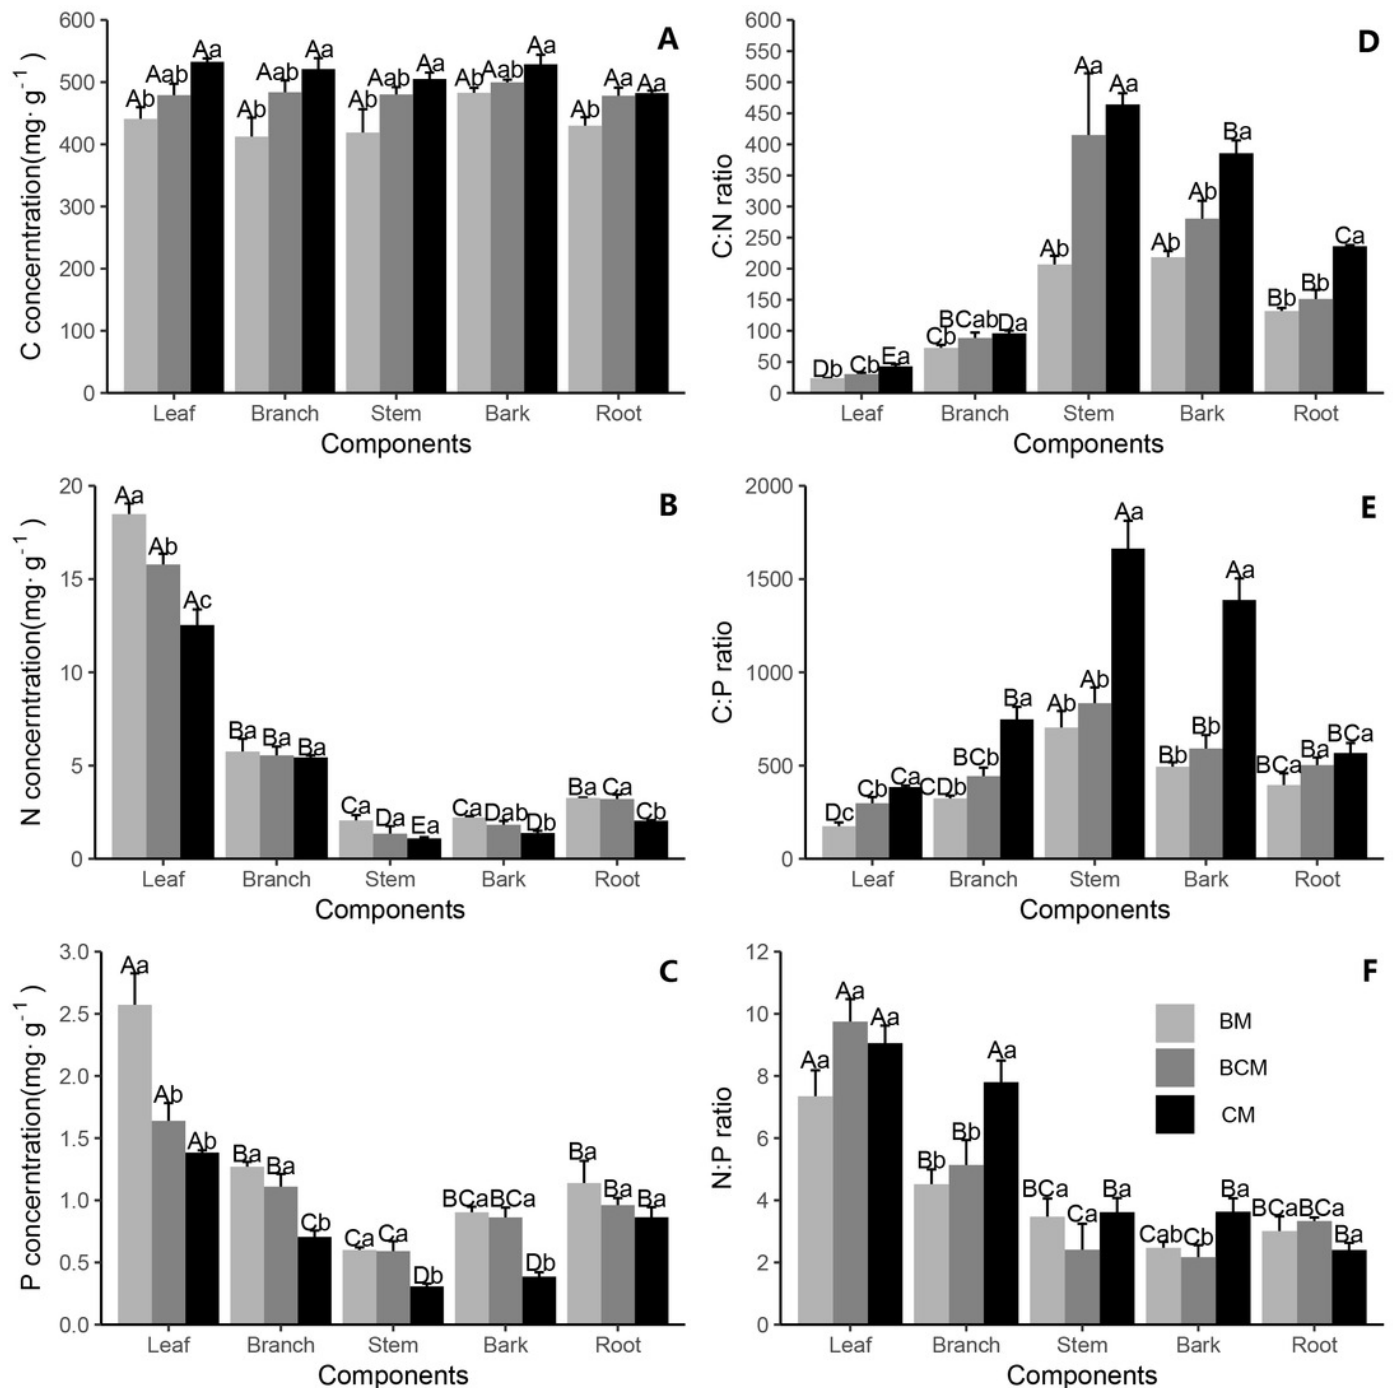 A
C concerntration(mg· g⁻¹ )
600
500
400
300
200
100
0
Ab Aab Aa
Ab Aab Aa
Ab Aab Aa
Ab Aab Aa
Ab Aa Aa
Leaf Branch Stem Bark Root
Components
D
C:N ratio
600
550
500
450
400
350
300
250
200
150
100
50
0
Db Cb Ea
Cb BCab Da
Ab Aa Aa
Ab Ab Ba
Bb Bb Ca
Leaf Branch Stem Bark Root
Components
B
N concerntration(mg· g⁻¹ )
20
15
10
5
0
Aa Ab Ac
Ba Ba Ba
Ca Da Ea
Ca Dab Db
Ba Ca Cb
Leaf Branch Stem Bark Root
Components
E
C:P ratio
2000
1500
1000
500
0
Dc Cb Ca
CDb BCb Ba
Ab Ab Aa
Bb Bb Aa
BCa Ba BCa
Leaf Branch Stem Bark Root
Components
C
P concerntration(mg· g⁻¹ )
3.0
2.5
2.0
1.5
1.0
0.5
0.0
Aa Ab Ab
Ba Ba Cb
Ca Ca Db
BCa BCa Db
Ba Ba Ba
Leaf Branch Stem Bark Root
Components
F
N:P ratio
12
10
8
6
4
2
0
Aa Aa Aa
Bb Bb Aa
BCa Ca Ba
Cab Cb Ba
BCa BCa Ba
BM
BCM
CM
Leaf Branch Stem Bark Root
Components